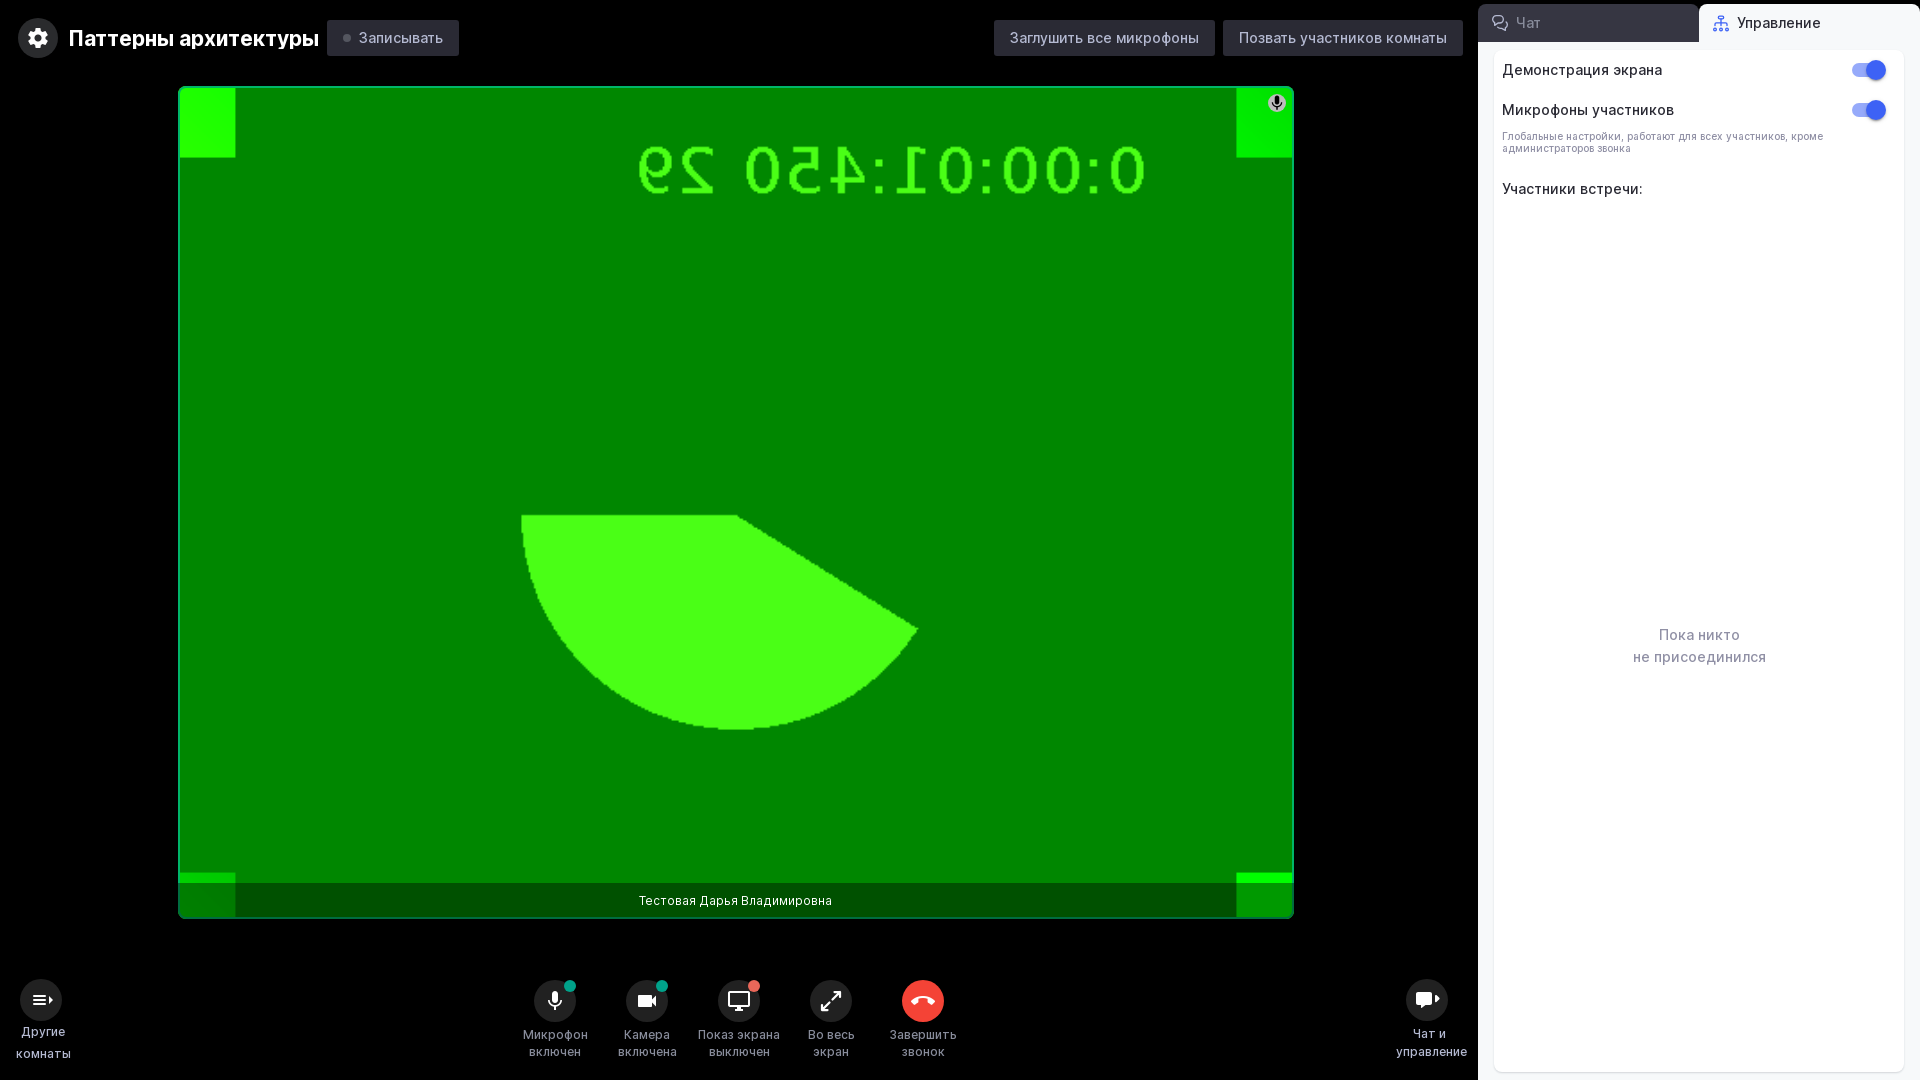 Паттерны архитектуры
Записывать
Заглушить все микрофоны
Позвать участников комнаты
Чат
Управление
Демонстрация экрана
Микрофоны участников
Глобальные настройки, работают для всех участников, кроме
администраторов звонка
Участники встречи:
0:00:01:450 29
Пока никто
не присоединился
Тестовая Дарья Владимировна
Другие
комнаты
Микрофон
включен
Камера
включена
Показ экрана
выключен
Во весь
экран
Завершить
звонок
Чат и
управление